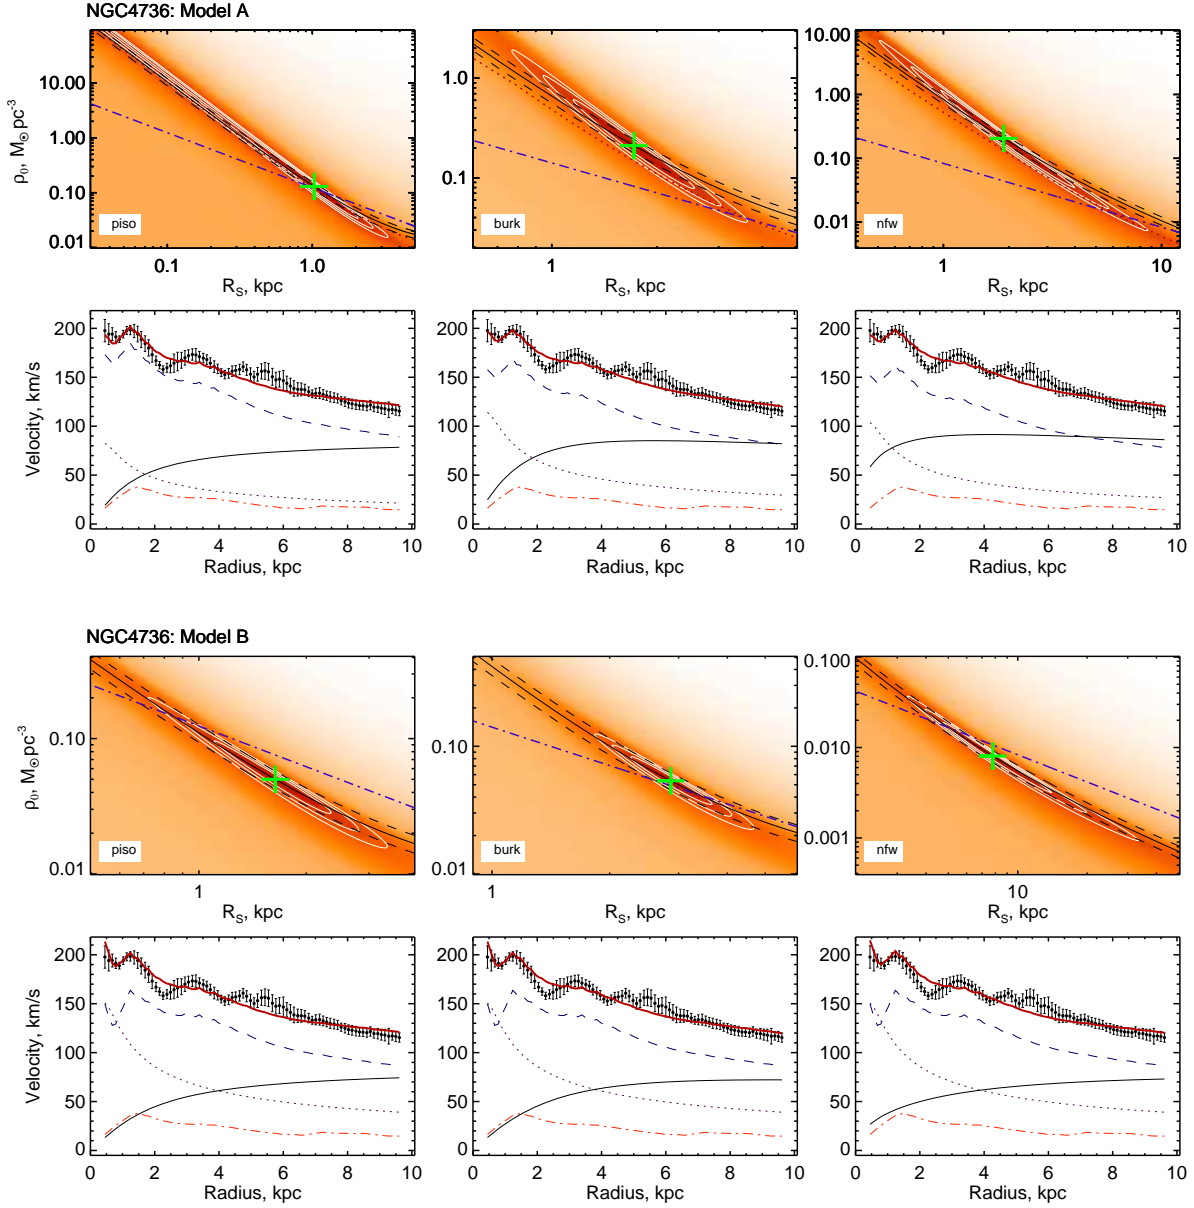 NGC4736: Model A
ρ₀, M☉pc⁻³
10.00
1.00
0.10
0.01
piso
0.1
1.0
R_S, kpc
1.0
0.1
burk
1
R_S, kpc
10.00
1.00
0.10
0.01
nfw
1
10
R_S, kpc
Velocity, km/s
200
150
100
50
0
0 2 4 6 8 10
Radius, kpc
0 2 4 6 8 10
Radius, kpc
0 2 4 6 8 10
Radius, kpc
200
150
100
50
0
200
150
100
50
0
NGC4736: Model B
ρ₀, M☉pc⁻³
0.10
0.01
piso
1
R_S, kpc
0.10
0.01
burk
1
R_S, kpc
0.100
0.010
0.001
nfw
10
R_S, kpc
Velocity, km/s
200
150
100
50
0
0 2 4 6 8 10
Radius, kpc
200
150
100
50
0
0 2 4 6 8 10
Radius, kpc
200
150
100
50
0
0 2 4 6 8 10
Radius, kpc